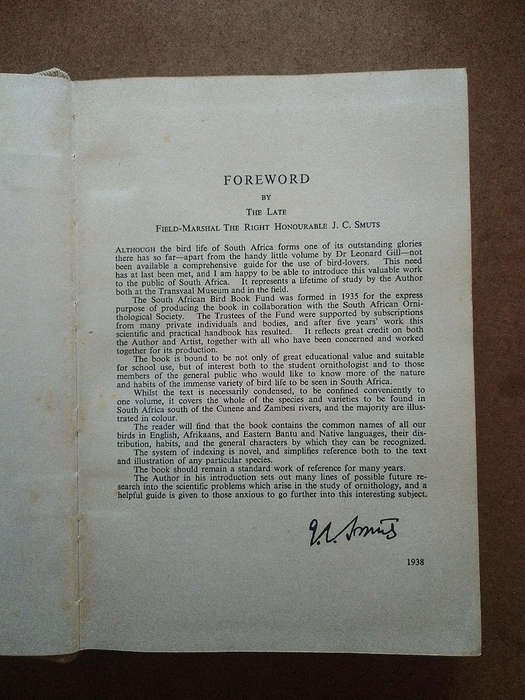 FOREWORD
BY
THE LATE
FIELD-MARSHAL THE RIGHT HONOURABLE J. C. SMUTS
ALTHOUGH the bird life of South Africa forms one of its outstanding glories
there has so far—apart from the handy little volume by Dr Leonard Gill—not
been available a comprehensive guide for the use of bird-lovers. This need
has at last been met, and I am happy to be able to introduce this valuable work
to the public of South Africa. It represents a lifetime of study by the Author
both at the Transvaal Museum and in the field.
The South African Bird Book Fund was formed in 1935 for the express
purpose of producing the book in collaboration with the South African Orni-
thological Society. The Trustees of the Fund were supported by subscriptions
from many private individuals and bodies, and after five years' work this
scientific and practical handbook has resulted. It reflects great credit on both
the Author and Artist, together with all who have been concerned and worked
together for its production.
The book is bound to be not only of great educational value and suitable
for school use, but of interest both to the student ornithologist and to those
members of the general public who would like to know more of the nature
and habits of the immense variety of bird life to be seen in South Africa.
Whilst the text is necessarily condensed, to be confined conveniently to
one volume, it covers the whole of the species and varieties to be found in
South Africa south of the Cunene and Zambesi rivers, and the majority are illus-
trated in colour.
The reader will find that the book contains the common names of all our
birds in English, Afrikaans, and Eastern Bantu and Native languages, their dis-
tribution, habits, and the general characters by which they can be recognized.
The system of indexing is novel, and simplifies reference both to the text
and illustration of any particular species.
The book should remain a standard work of reference for many years.
The Author in his introduction sets out many lines of possible future re-
search into the scientific problems which arise in the study of ornithology, and a
helpful guide is given to those anxious to go further into this interesting subject.
J.C. Smuts
1938